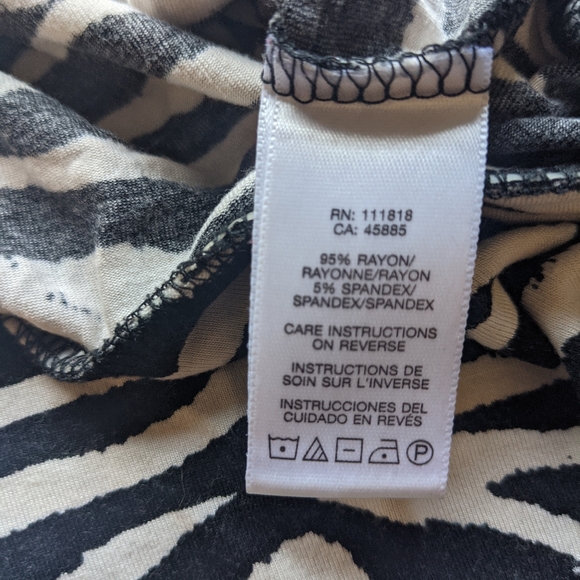 RN: 111818
CA: 45885
95% RAYON/
RAYONNE/RAYON
5% SPANDEX/
SPANDEX/SPANDEX
CARE INSTRUCTIONS
ON REVERSE
INSTRUCTIONS DE
SOIN SUR L'INVERSE
INSTRUCCIONES DEL
CUIDADO EN REVÉS
P